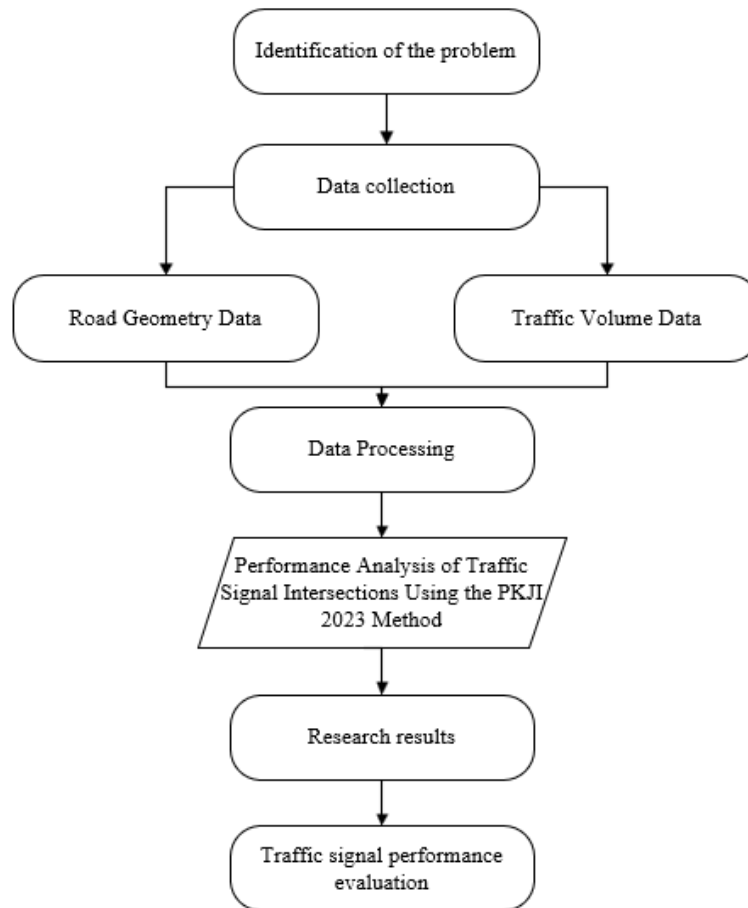 Identification of the problem
Data collection
Road Geometry Data
Traffic Volume Data
Data Processing
Performance Analysis of Traffic
Signal Intersections Using the PKJI
2023 Method
Research results
Traffic signal performance
evaluation